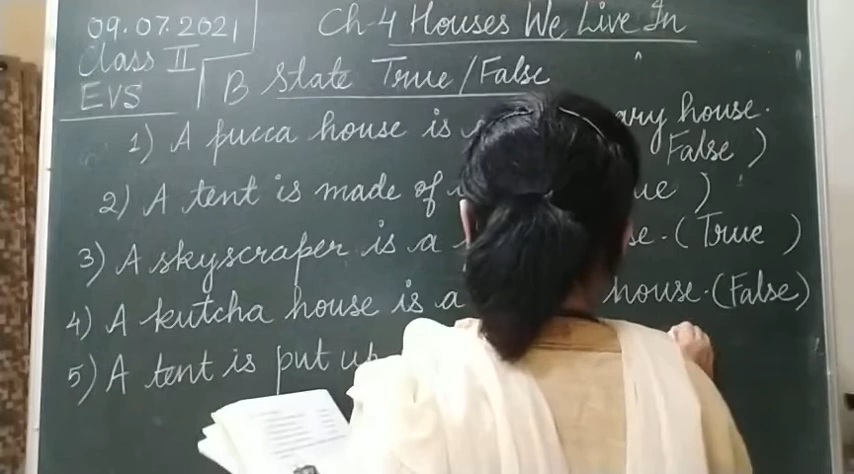 09.07.2021 Ch-4 Houses We Live In
Class II
EVS B State True/False
1) A pucca house is house.
False)
2) A tent is made of )
3) A skyscraper is a (True)
4) A kutcha house is a house. (False)
5) A tent is put up